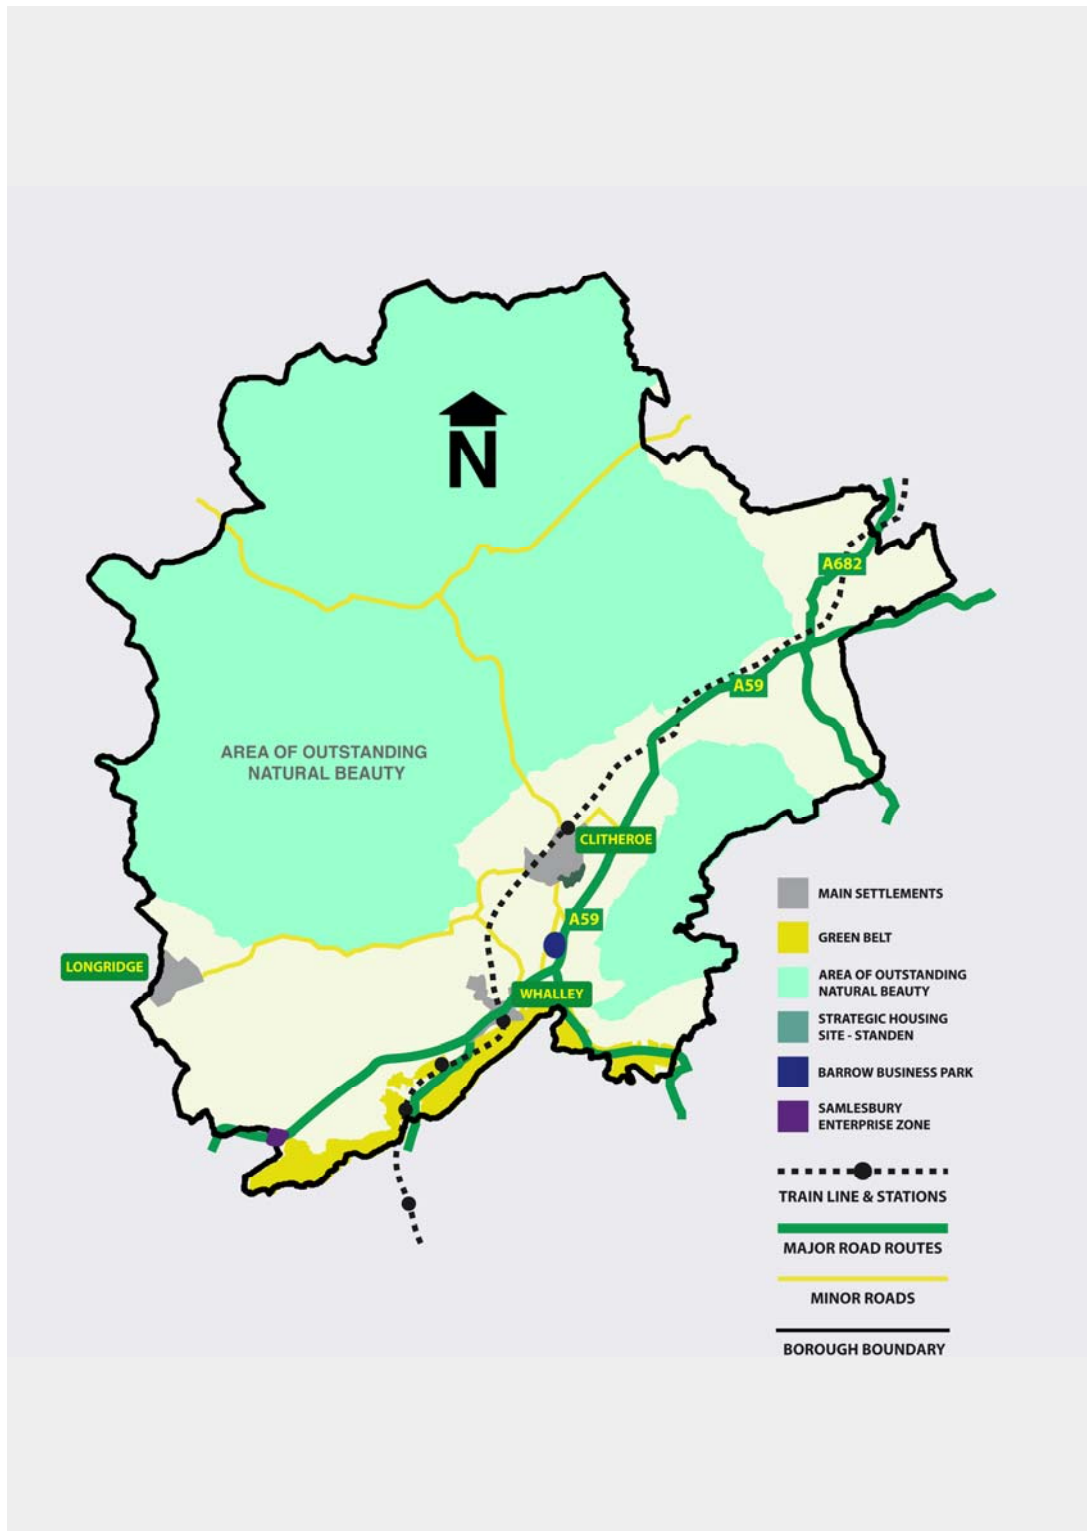 N
A682
A59
AREA OF OUTSTANDING
NATURAL BEAUTY
CLITHEROE
A59
LONGRIDGE
WHALLEY
MAIN SETTLEMENTS
GREEN BELT
AREA OF OUTSTANDING
NATURAL BEAUTY
STRATEGIC HOUSING
SITE - STANDEN
BARROW BUSINESS PARK
SAMLESBURY
ENTERPRISE ZONE
TRAIN LINE & STATIONS
MAJOR ROAD ROUTES
MINOR ROADS
BOROUGH BOUNDARY